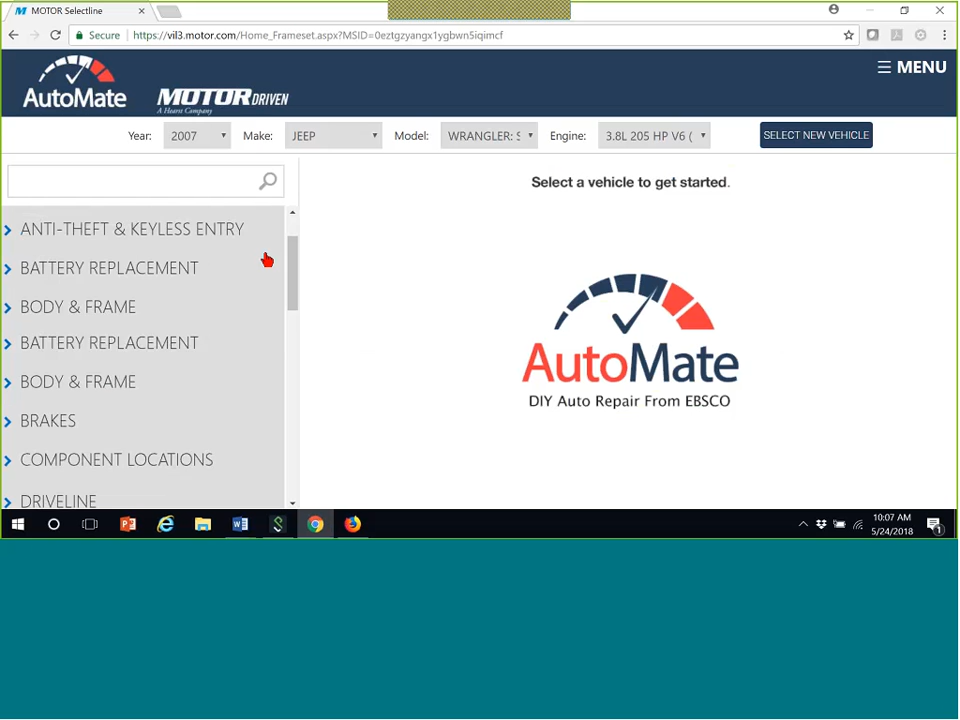 MOTOR Selectline
Secure https://vil3.motor.com/Home_Frameset.aspx?MSID=0eztgzyangx1ygbwn5iqimcf
AutoMate
MOTOR DRIVEN
A Hearst Company
☰ MENU
Year: 2007 Make: JEEP Model: WRANGLER: S Engine: 3.8L 205 HP V6 ( SELECT NEW VEHICLE
Select a vehicle to get started.
ANTI-THEFT & KEYLESS ENTRY
BATTERY REPLACEMENT
BODY & FRAME
BATTERY REPLACEMENT
BODY & FRAME
BRAKES
COMPONENT LOCATIONS
DRIVELINE
AutoMate
DIY Auto Repair From EBSCO
10:07 AM
5/24/2018
1